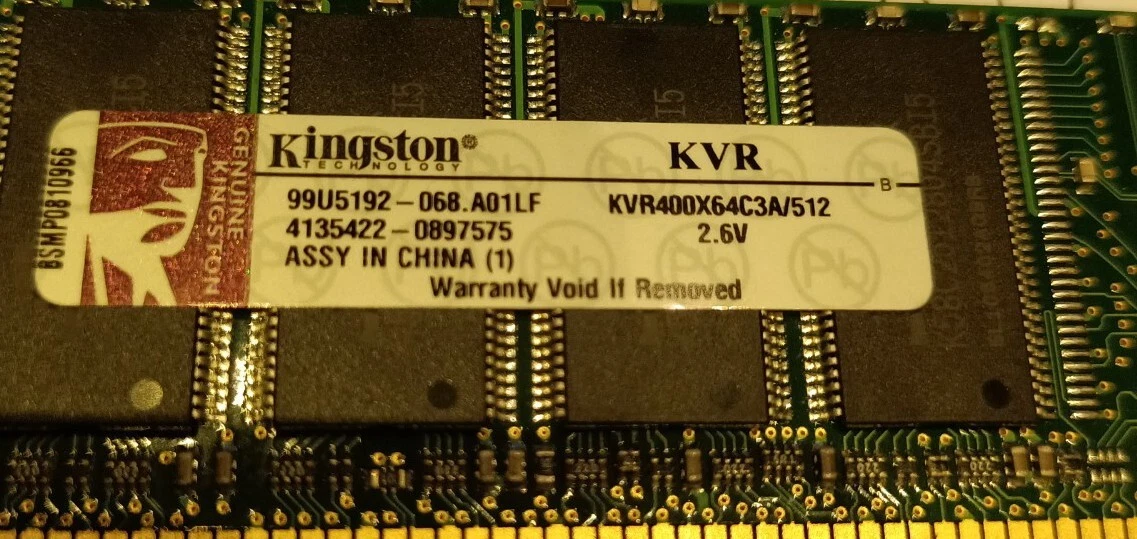 BSMPO810966
GENUINE
KINGSTON
Kingston®
TECHNOLOGY
KVR
B
99U5192-068.A01LF
KVR400X64C3A/512
4135422-0897575
2.6V
ASSY IN CHINA (1)
Warranty Void If Removed